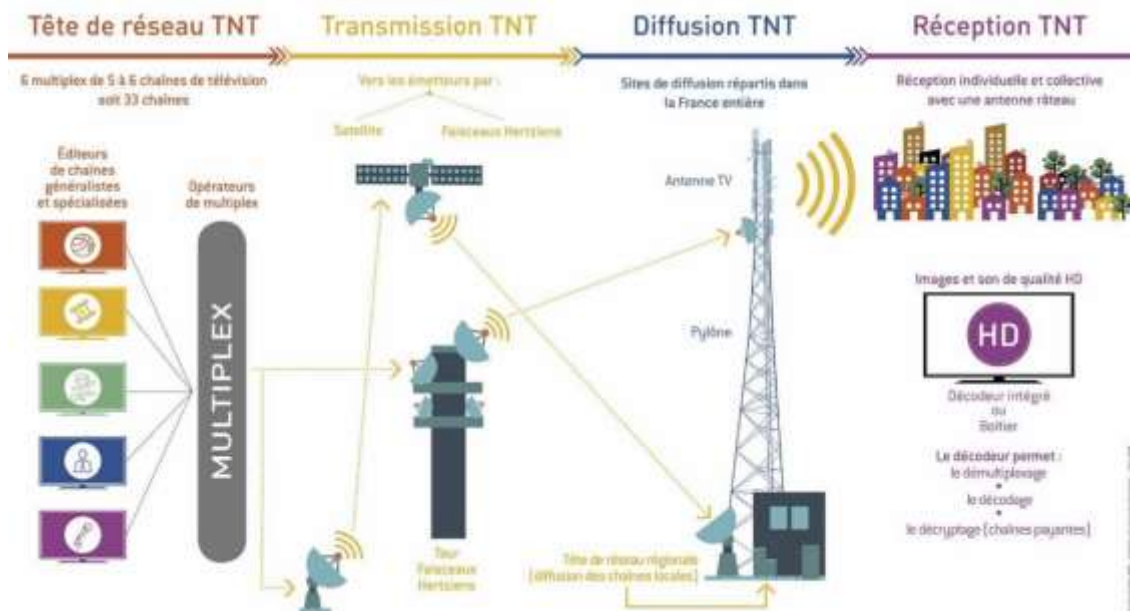 Tête de réseau TNT
Transmission TNT
Diffusion TNT
Réception TNT
6 multiplex de 5 à 6 chaînes de télévision
soit 33 chaînes
Vers les émetteurs par :
Satellite
Faisceaux Hertziens
Sites de diffusion répartis dans
la France entière
Réception individuelle et collective
avec une antenne râteau
Éditeurs
de chaînes
généralistes
et spécialisées
Opérateurs
de multiplex
MULTIPLEX
Tour
Faisceaux
Hertziens
Antenne TV
Pylône
Tête de réseau régionale
(diffusion des chaînes locales)
Images et son de qualité HD
HD
Décodeur intégré
ou
Boîtier
Le décodeur permet :
le démultiplexage
+
le décodage
+
le décryptage (chaînes payantes)